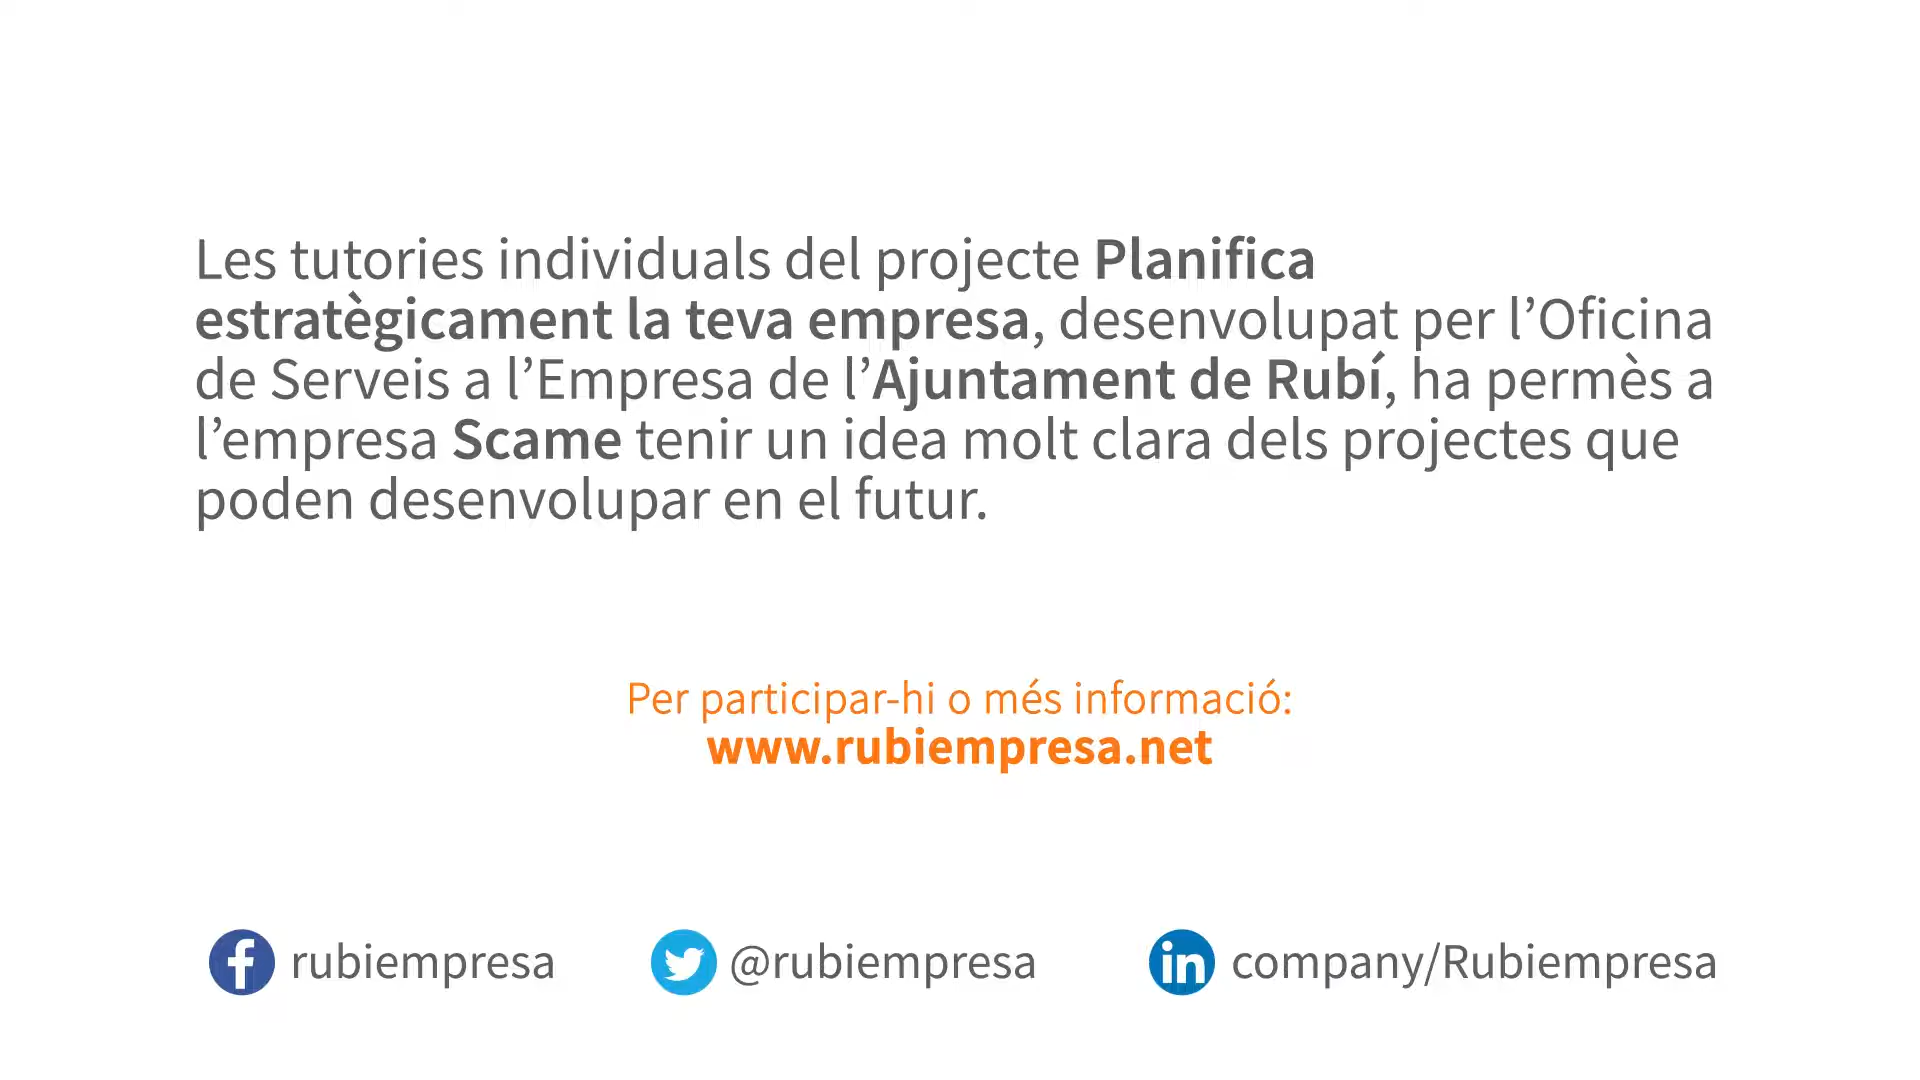 Les tutories individuals del projecte Planifica
estratègicament la teva empresa, desenvolupat per l’Oficina
de Serveis a l’Empresa de l’Ajuntament de Rubí, ha permès a
l’empresa Scame tenir un idea molt clara dels projectes que
poden desenvolupar en el futur.
Per participar-hi o més informació:
www.rubiempresa.net
rubiempresa
@rubiempresa
company/Rubiempresa